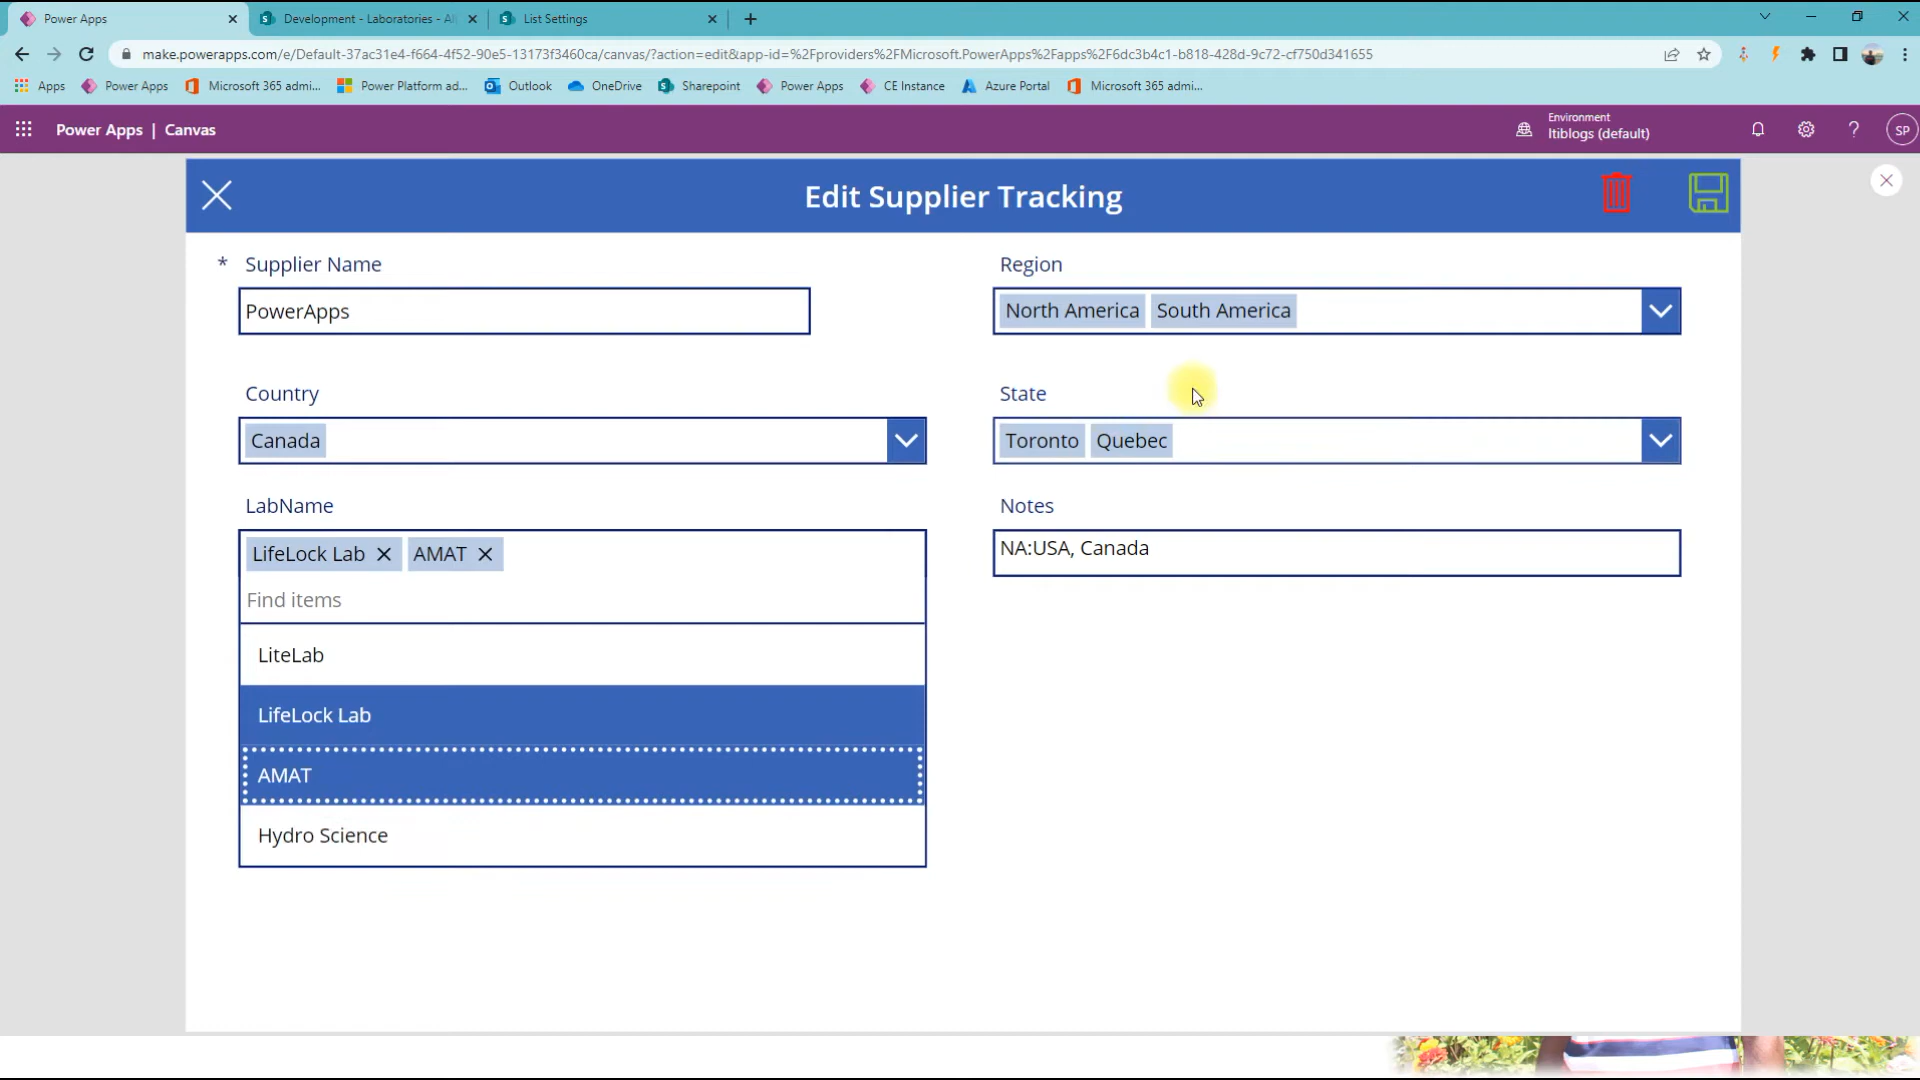 Power Apps
Development - Laboratories - Al
List Settings
make.powerapps.com/e/Default-37ac31e4-f664-4f52-90e5-13173f3460ca/canvas/?action=edit&app-id=%2Fproviders%2FMicrosoft.PowerApps%2Fapps%2F6dc3b4c1-b818-428d-9c72-cf750d341655
Apps
Power Apps
Microsoft 365 admi...
Power Platform ad...
Outlook
OneDrive
Sharepoint
Power Apps
CE Instance
Azure Portal
Microsoft 365 admi...
Power Apps | Canvas
Environment
ltiblogs (default)
SP
Edit Supplier Tracking
* Supplier Name
PowerApps
Region
North America South America
Country
Canada
State
Toronto Quebec
LabName
LifeLock Lab AMAT
Find items
LiteLab
LifeLock Lab
AMAT
Hydro Science
Notes
NA:USA, Canada